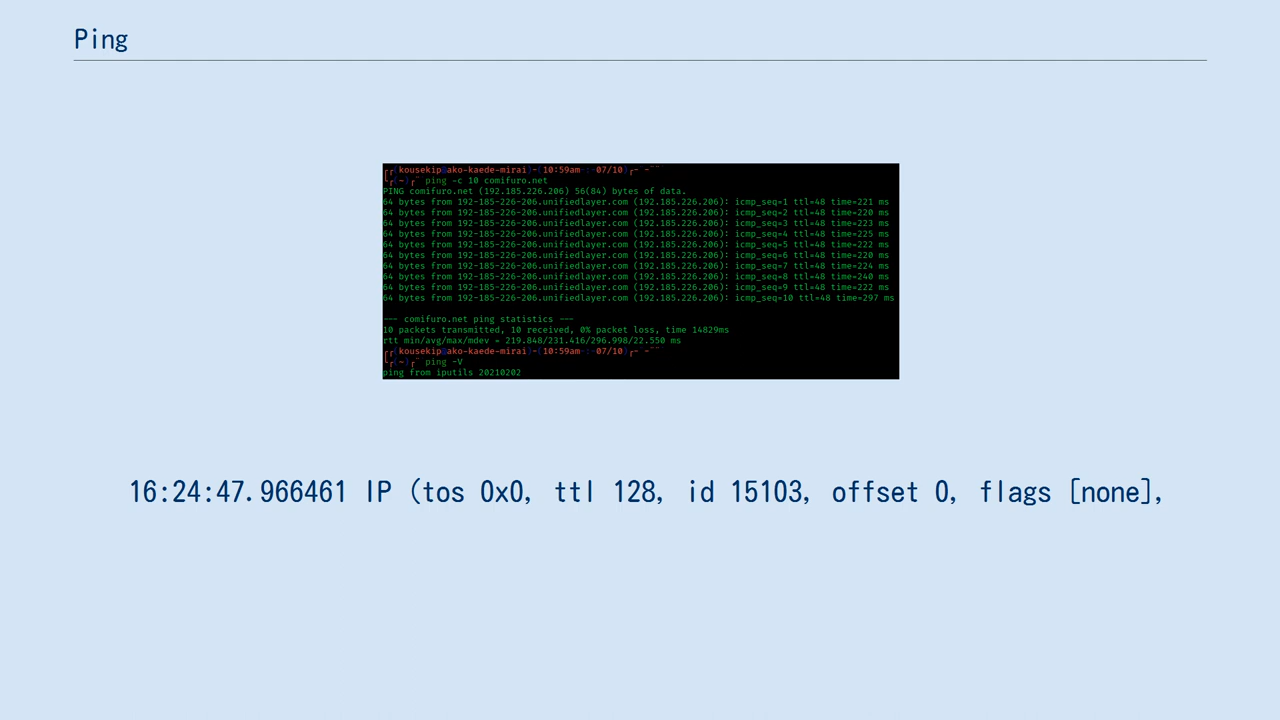 Ping
kousekip@ako-kaede-mirai)-(10:59am-:-07/10)
(~) ping -c 10 comifuro.net
PING comifuro.net (192.185.226.206) 56(84) bytes of data.
64 bytes from 192-185-226-206.unifiedlayer.com (192.185.226.206): icmp_seq=1 ttl=48 time=221 ms
64 bytes from 192-185-226-206.unifiedlayer.com (192.185.226.206): icmp_seq=2 ttl=48 time=220 ms
64 bytes from 192-185-226-206.unifiedlayer.com (192.185.226.206): icmp_seq=3 ttl=48 time=223 ms
64 bytes from 192-185-226-206.unifiedlayer.com (192.185.226.206): icmp_seq=4 ttl=48 time=225 ms
64 bytes from 192-185-226-206.unifiedlayer.com (192.185.226.206): icmp_seq=5 ttl=48 time=222 ms
64 bytes from 192-185-226-206.unifiedlayer.com (192.185.226.206): icmp_seq=6 ttl=48 time=220 ms
64 bytes from 192-185-226-206.unifiedlayer.com (192.185.226.206): icmp_seq=7 ttl=48 time=224 ms
64 bytes from 192-185-226-206.unifiedlayer.com (192.185.226.206): icmp_seq=8 ttl=48 time=240 ms
64 bytes from 192-185-226-206.unifiedlayer.com (192.185.226.206): icmp_seq=9 ttl=48 time=222 ms
64 bytes from 192-185-226-206.unifiedlayer.com (192.185.226.206): icmp_seq=10 ttl=48 time=297 ms
--- comifuro.net ping statistics ---
10 packets transmitted, 10 received, 0% packet loss, time 14829ms
rtt min/avg/max/mdev = 219.848/231.416/296.998/22.550 ms
kousekip@ako-kaede-mirai)-(10:59am-:-07/10)
(~) ping -V
ping from iputils 20210202
16:24:47.966461 IP (tos 0x0, ttl 128, id 15103, offset 0, flags [none],